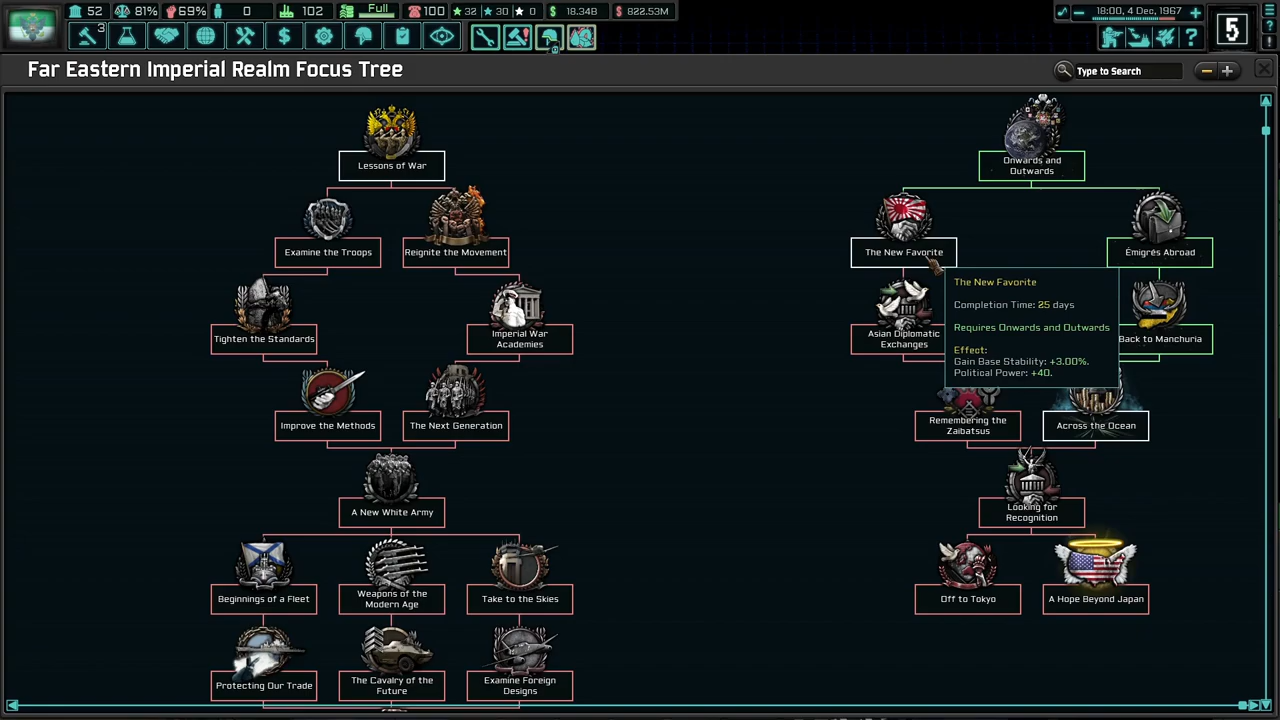 52 81% 69% 0 102 Full 100 32 30 0 $ 18.34B $ 822.53M
18:00, 4 Dec, 1967
5
3
Far Eastern Imperial Realm Focus Tree
Type to Search
Lessons of War
Onwards and
Outwards
Examine the Troops
Reignite the Movement
The New Favorite
Émigrés Abroad
The New Favorite
Completion Time: 25 days
Requires Onwards and Outwards
Effect:
Gain Base Stability: +3.00%.
Political Power: +40.
Tighten the Standards
Imperial War
Academies
Asian Diplomatic
Exchanges
Back to Manchuria
Improve the Methods
The Next Generation
Remembering the
Zaibatsus
Across the Ocean
A New White Army
Looking for
Recognition
Beginnings of a Fleet
Weapons of the
Modern Age
Take to the Skies
Off to Tokyo
A Hope Beyond Japan
Protecting Our Trade
The Cavalry of the
Future
Examine Foreign
Designs